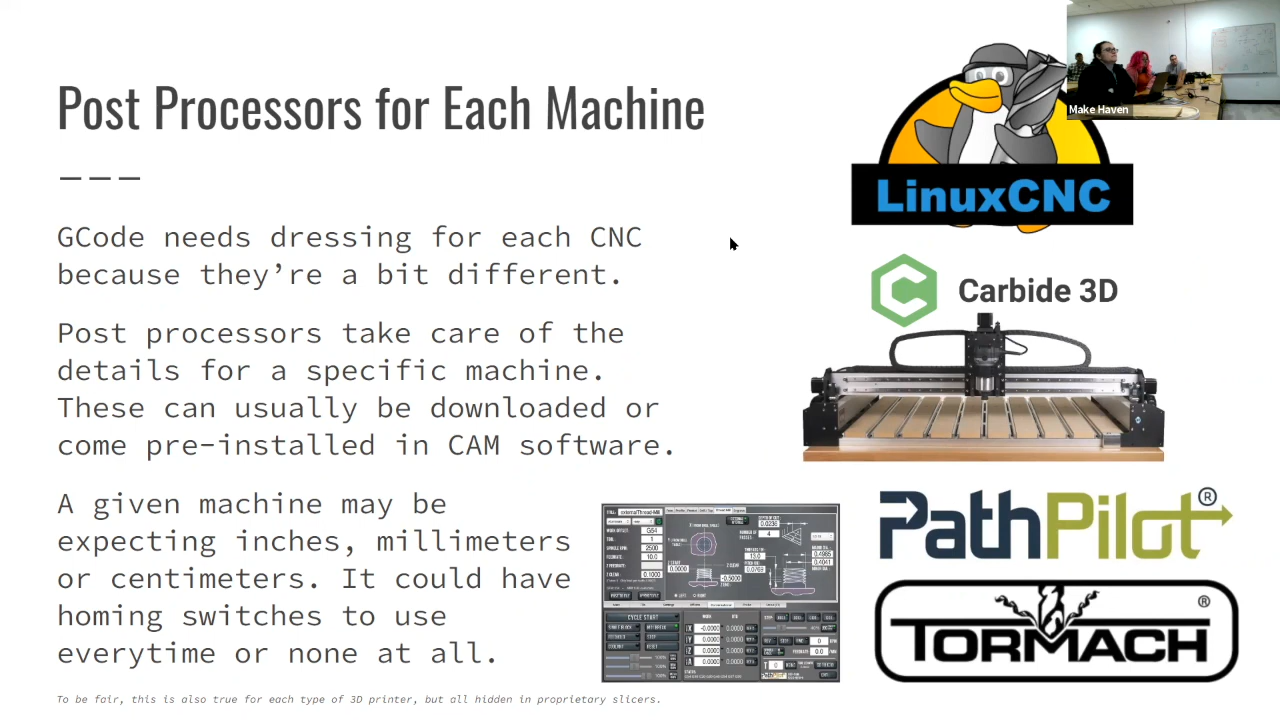 Post Processors for Each Machine
---
GCode needs dressing for each CNC
because they're a bit different.
Post processors take care of the
details for a specific machine.
These can usually be downloaded or
come pre-installed in CAM software.
A given machine may be
expecting inches, millimeters
or centimeters. It could have
homing switches to use
everytime or none at all.
To be fair, this is also true for each type of 3D printer, but all hidden in proprietary slicers.
Make Haven
LinuxCNC
Carbide 3D
PathPilot®
TORMACH®
CYCLE START
PathPilot